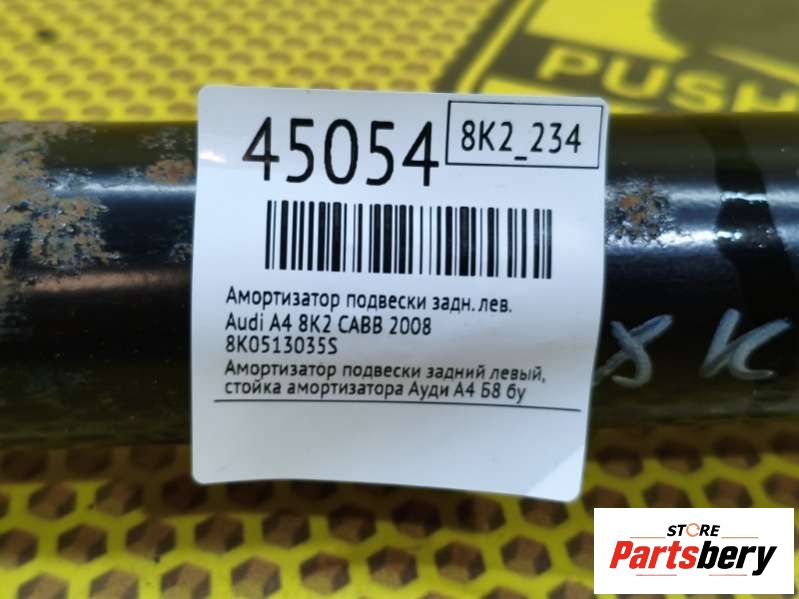 PUSH
45054
8K2_234
Амортизатор подвески задн. лев.
Audi A4 8K2 CABB 2008
8K0513035S
Амортизатор подвески задний левый,
стойка амортизатора Ауди А4 Б8 бу
8 K
STORE
Partsbery